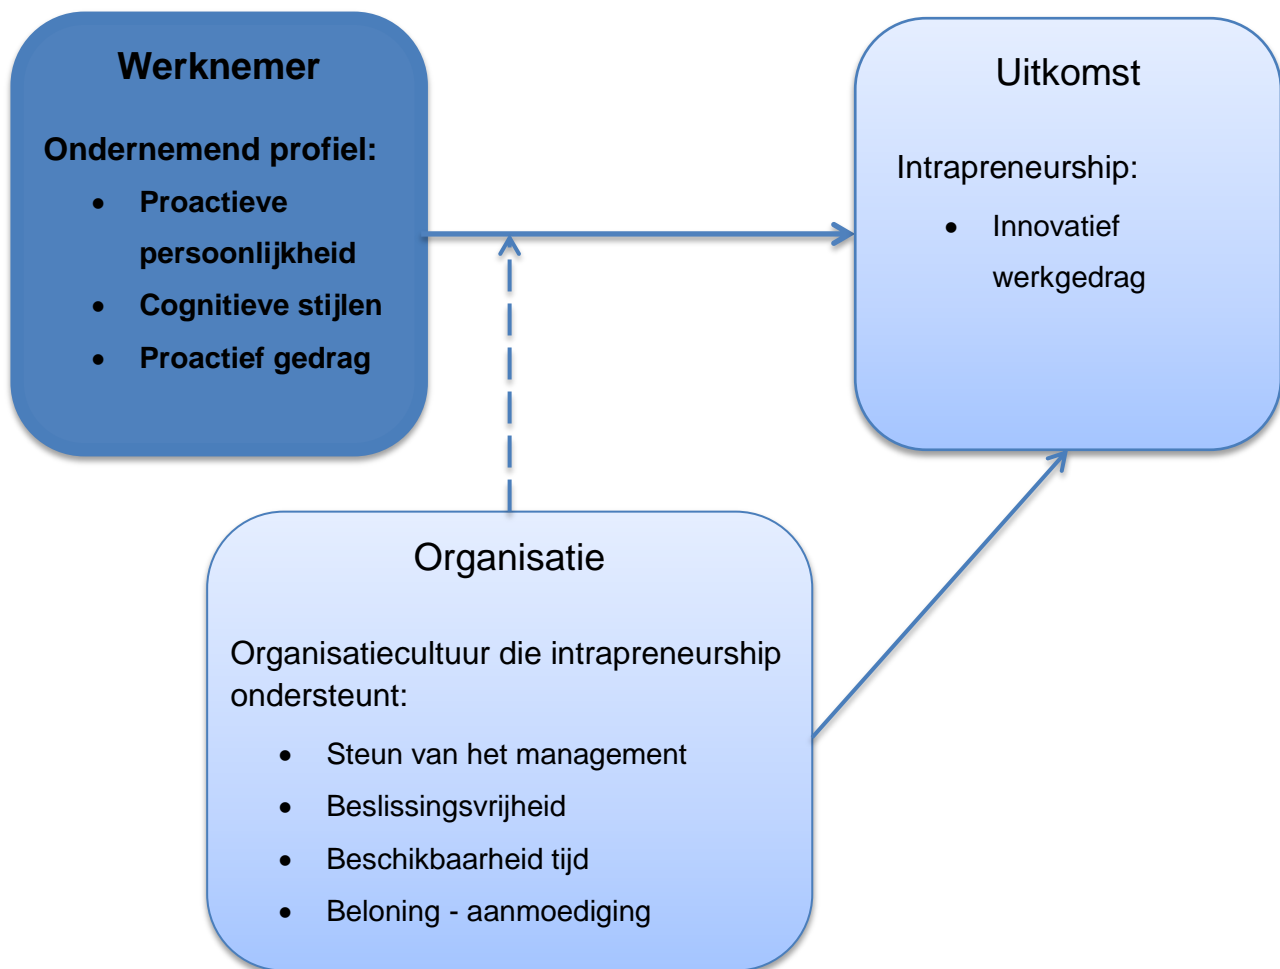 Werknemer
Ondernemend profiel:
• Proactieve
persoonlijkheid
• Cognitieve stijlen
• Proactief gedrag
Uitkomst
Intrapreneurship:
• Innovatief
werkgedrag
Organisatie
Organisatiecultuur die intrapreneurship
ondersteunt:
• Steun van het management
• Beslissingsvrijheid
• Beschikbaarheid tijd
• Beloning - aanmoediging